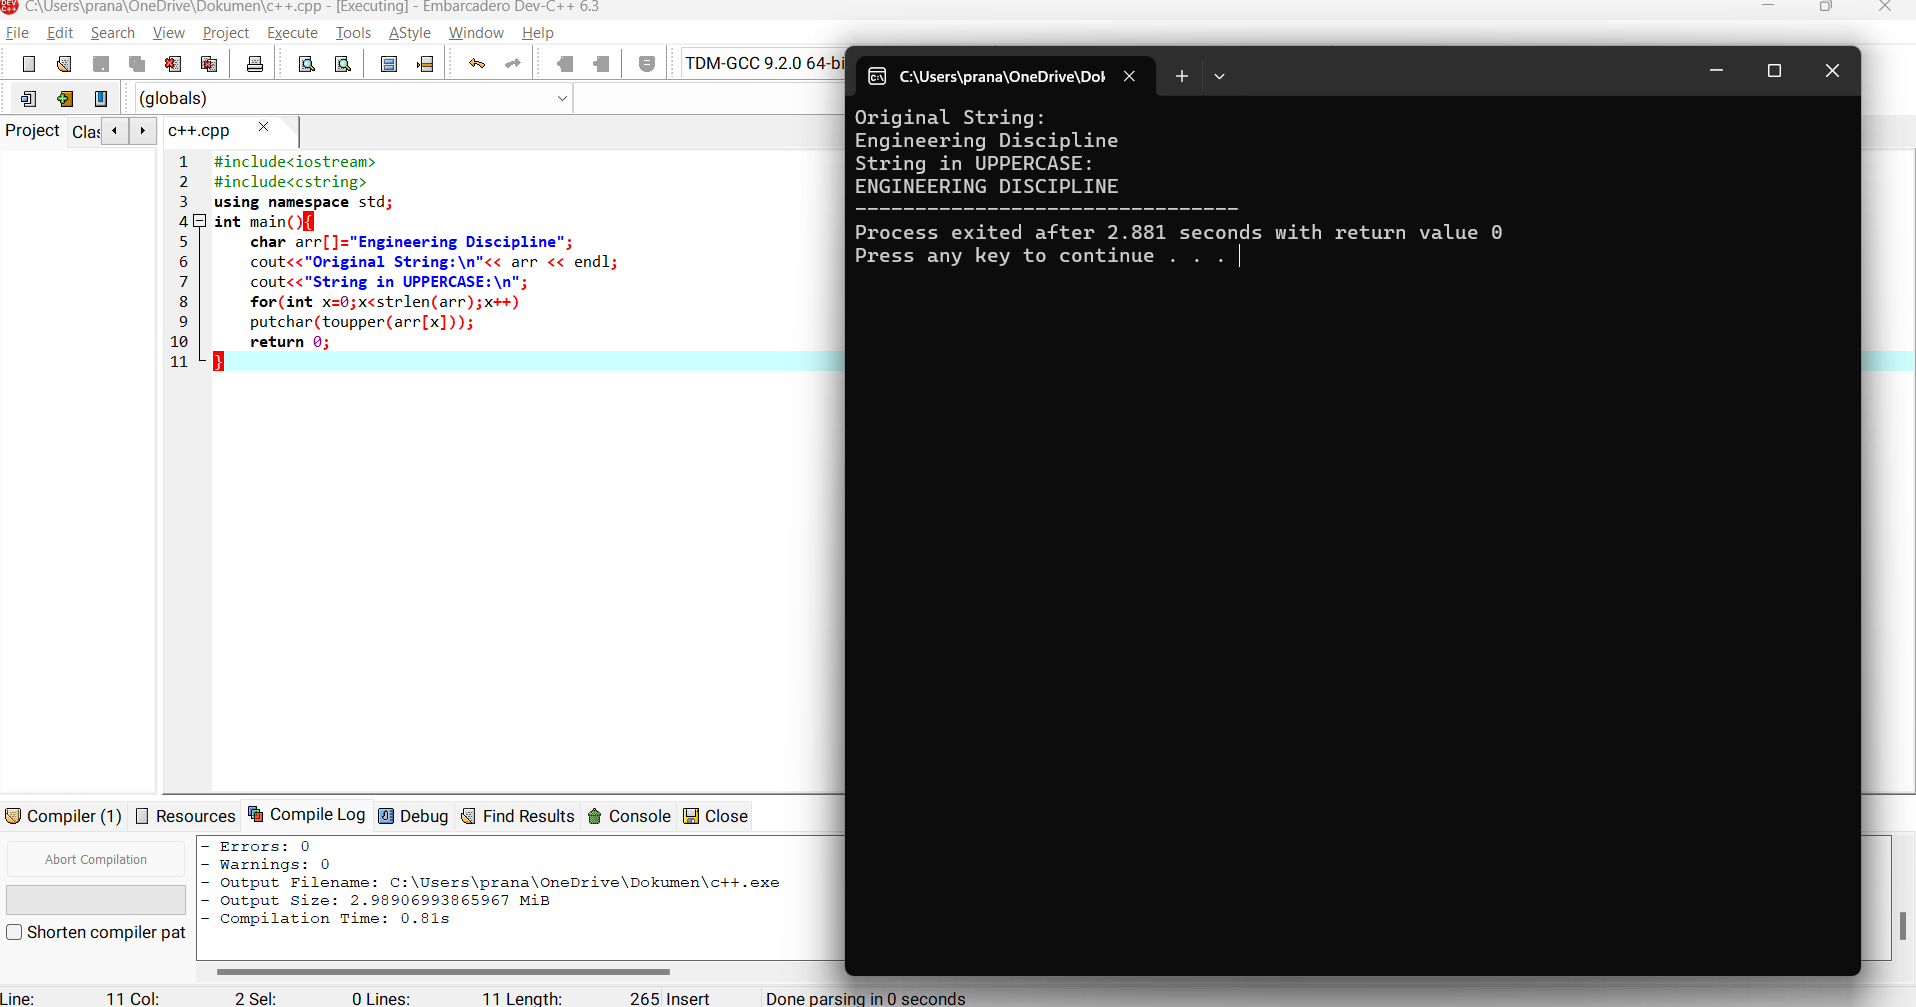 C:\Users\prana\OneDrive\Dokumen\c++.cpp - [Executing] - Embarcadero Dev-C++ 6.3
File Edit Search View Project Execute Tools AStyle Window Help
TDM-GCC 9.2.0 64-bi
(globals)
Project Clas
c++.cpp
1 #include<iostream>
2 #include<cstring>
3 using namespace std;
4 int main(){
5 char arr[]="Engineering Discipline";
6 cout<<"Original String:\n"<< arr << endl;
7 cout<<"String in UPPERCASE:\n";
8 for(int x=0;x<strlen(arr);x++)
9 putchar(toupper(arr[x]));
10 return 0;
11 }
C:\Users\prana\OneDrive\Dok
Original String:
Engineering Discipline
String in UPPERCASE:
ENGINEERING DISCIPLINE
--------------------------------
Process exited after 2.881 seconds with return value 0
Press any key to continue . . .
Compiler (1) Resources Compile Log Debug Find Results Console Close
Abort Compilation
Shorten compiler pat
- Errors: 0
- Warnings: 0
- Output Filename: C:\Users\prana\OneDrive\Dokumen\c++.exe
- Output Size: 2.98906993865967 MiB
- Compilation Time: 0.81s
Line: 11 Col: 2 Sel: 0 Lines: 11 Length: 265 Insert Done parsing in 0 seconds